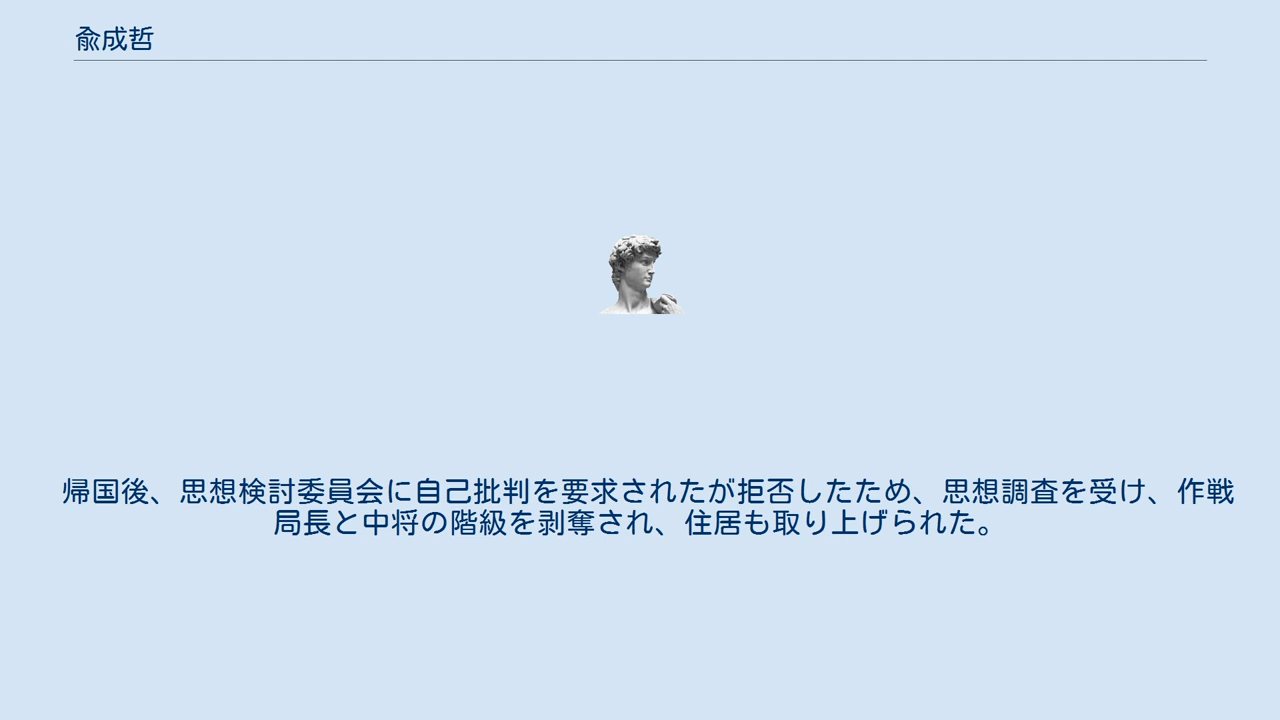 兪成哲
帰国後、思想検討委員会に自己批判を要求されたが拒否したため、思想調査を受け、作戦
局長と中将の階級を剥奪され、住居も取り上げられた。